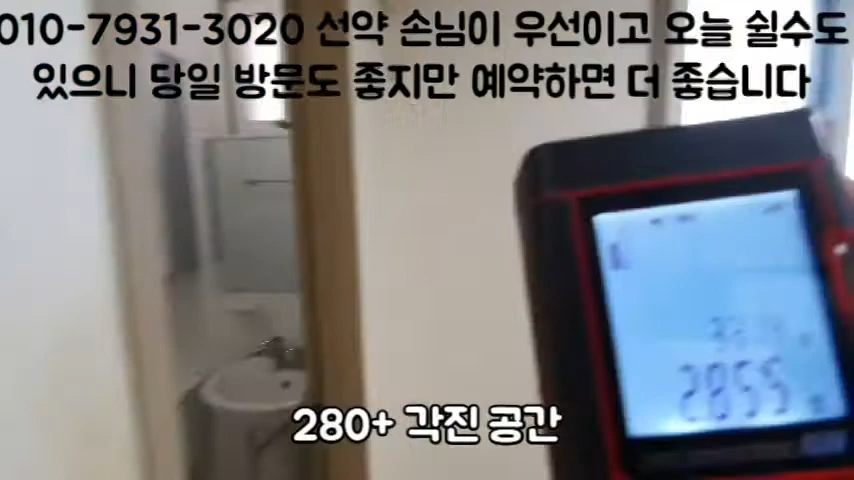 010-7931-3020 선약 손님이 우선이고 오늘 쉴수도
있으니 당일 방문도 좋지만 예약하면 더 좋습니다
2855
280+ 각진 공간